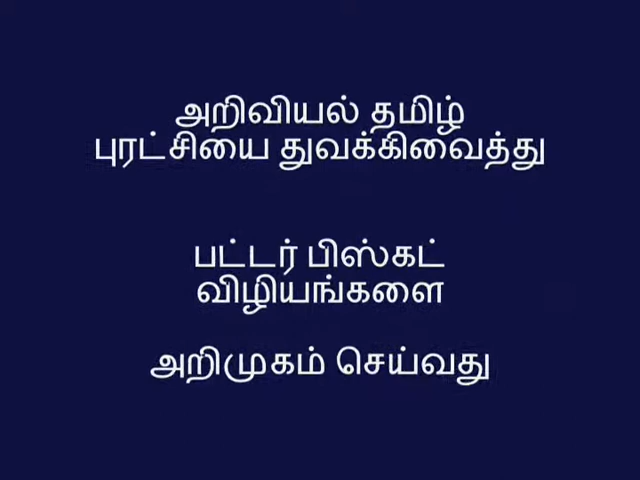 அறிவியல் தமிழ்
புரட்சியை துவக்கிவைத்து
பட்டர் பிஸ்கட்
விழியங்களை
அறிமுகம் செய்வது